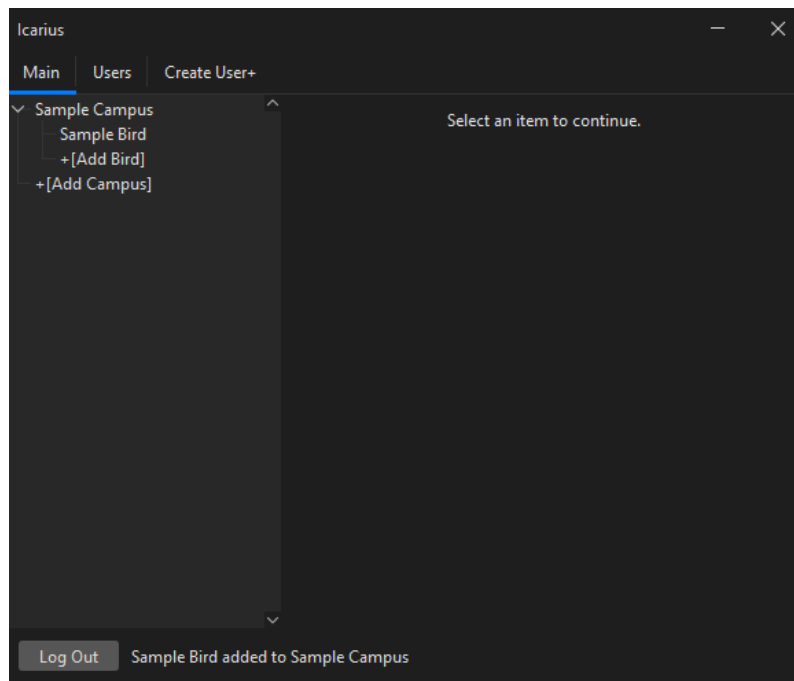 Icarius
Main Users Create User+
Sample Campus
Sample Bird
+[Add Bird]
+[Add Campus]
Select an item to continue.
Log Out Sample Bird added to Sample Campus